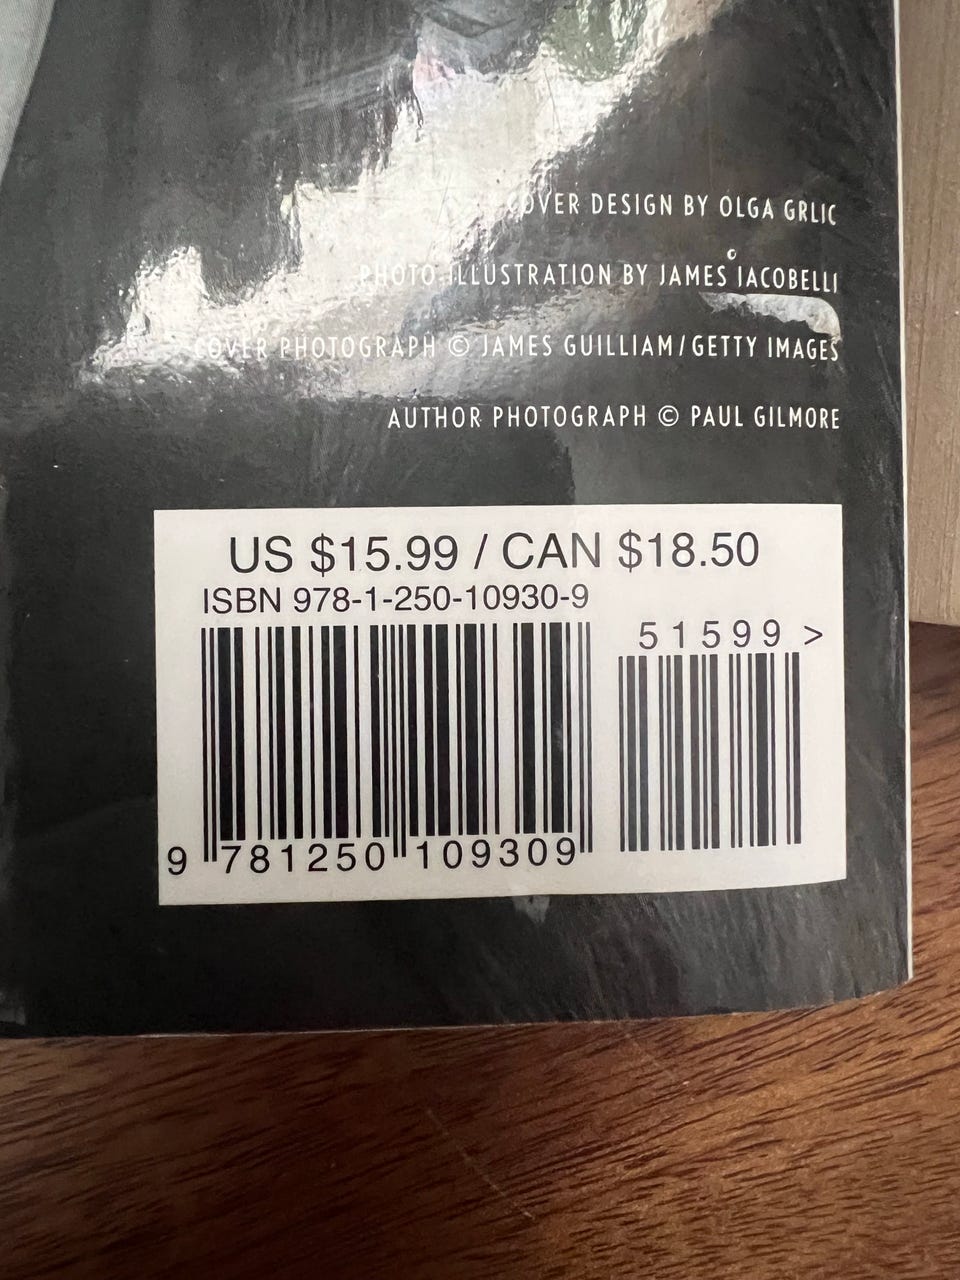 COVER DESIGN BY OLGA GRLIC
PHOTO ILLUSTRATION BY JAMES IACOBELLI
COVER PHOTOGRAPH © JAMES GUILLIAM/GETTY IMAGES
AUTHOR PHOTOGRAPH © PAUL GILMORE
US $15.99 / CAN $18.50
ISBN 978-1-250-10930-9
51599 >
9 781250 109309